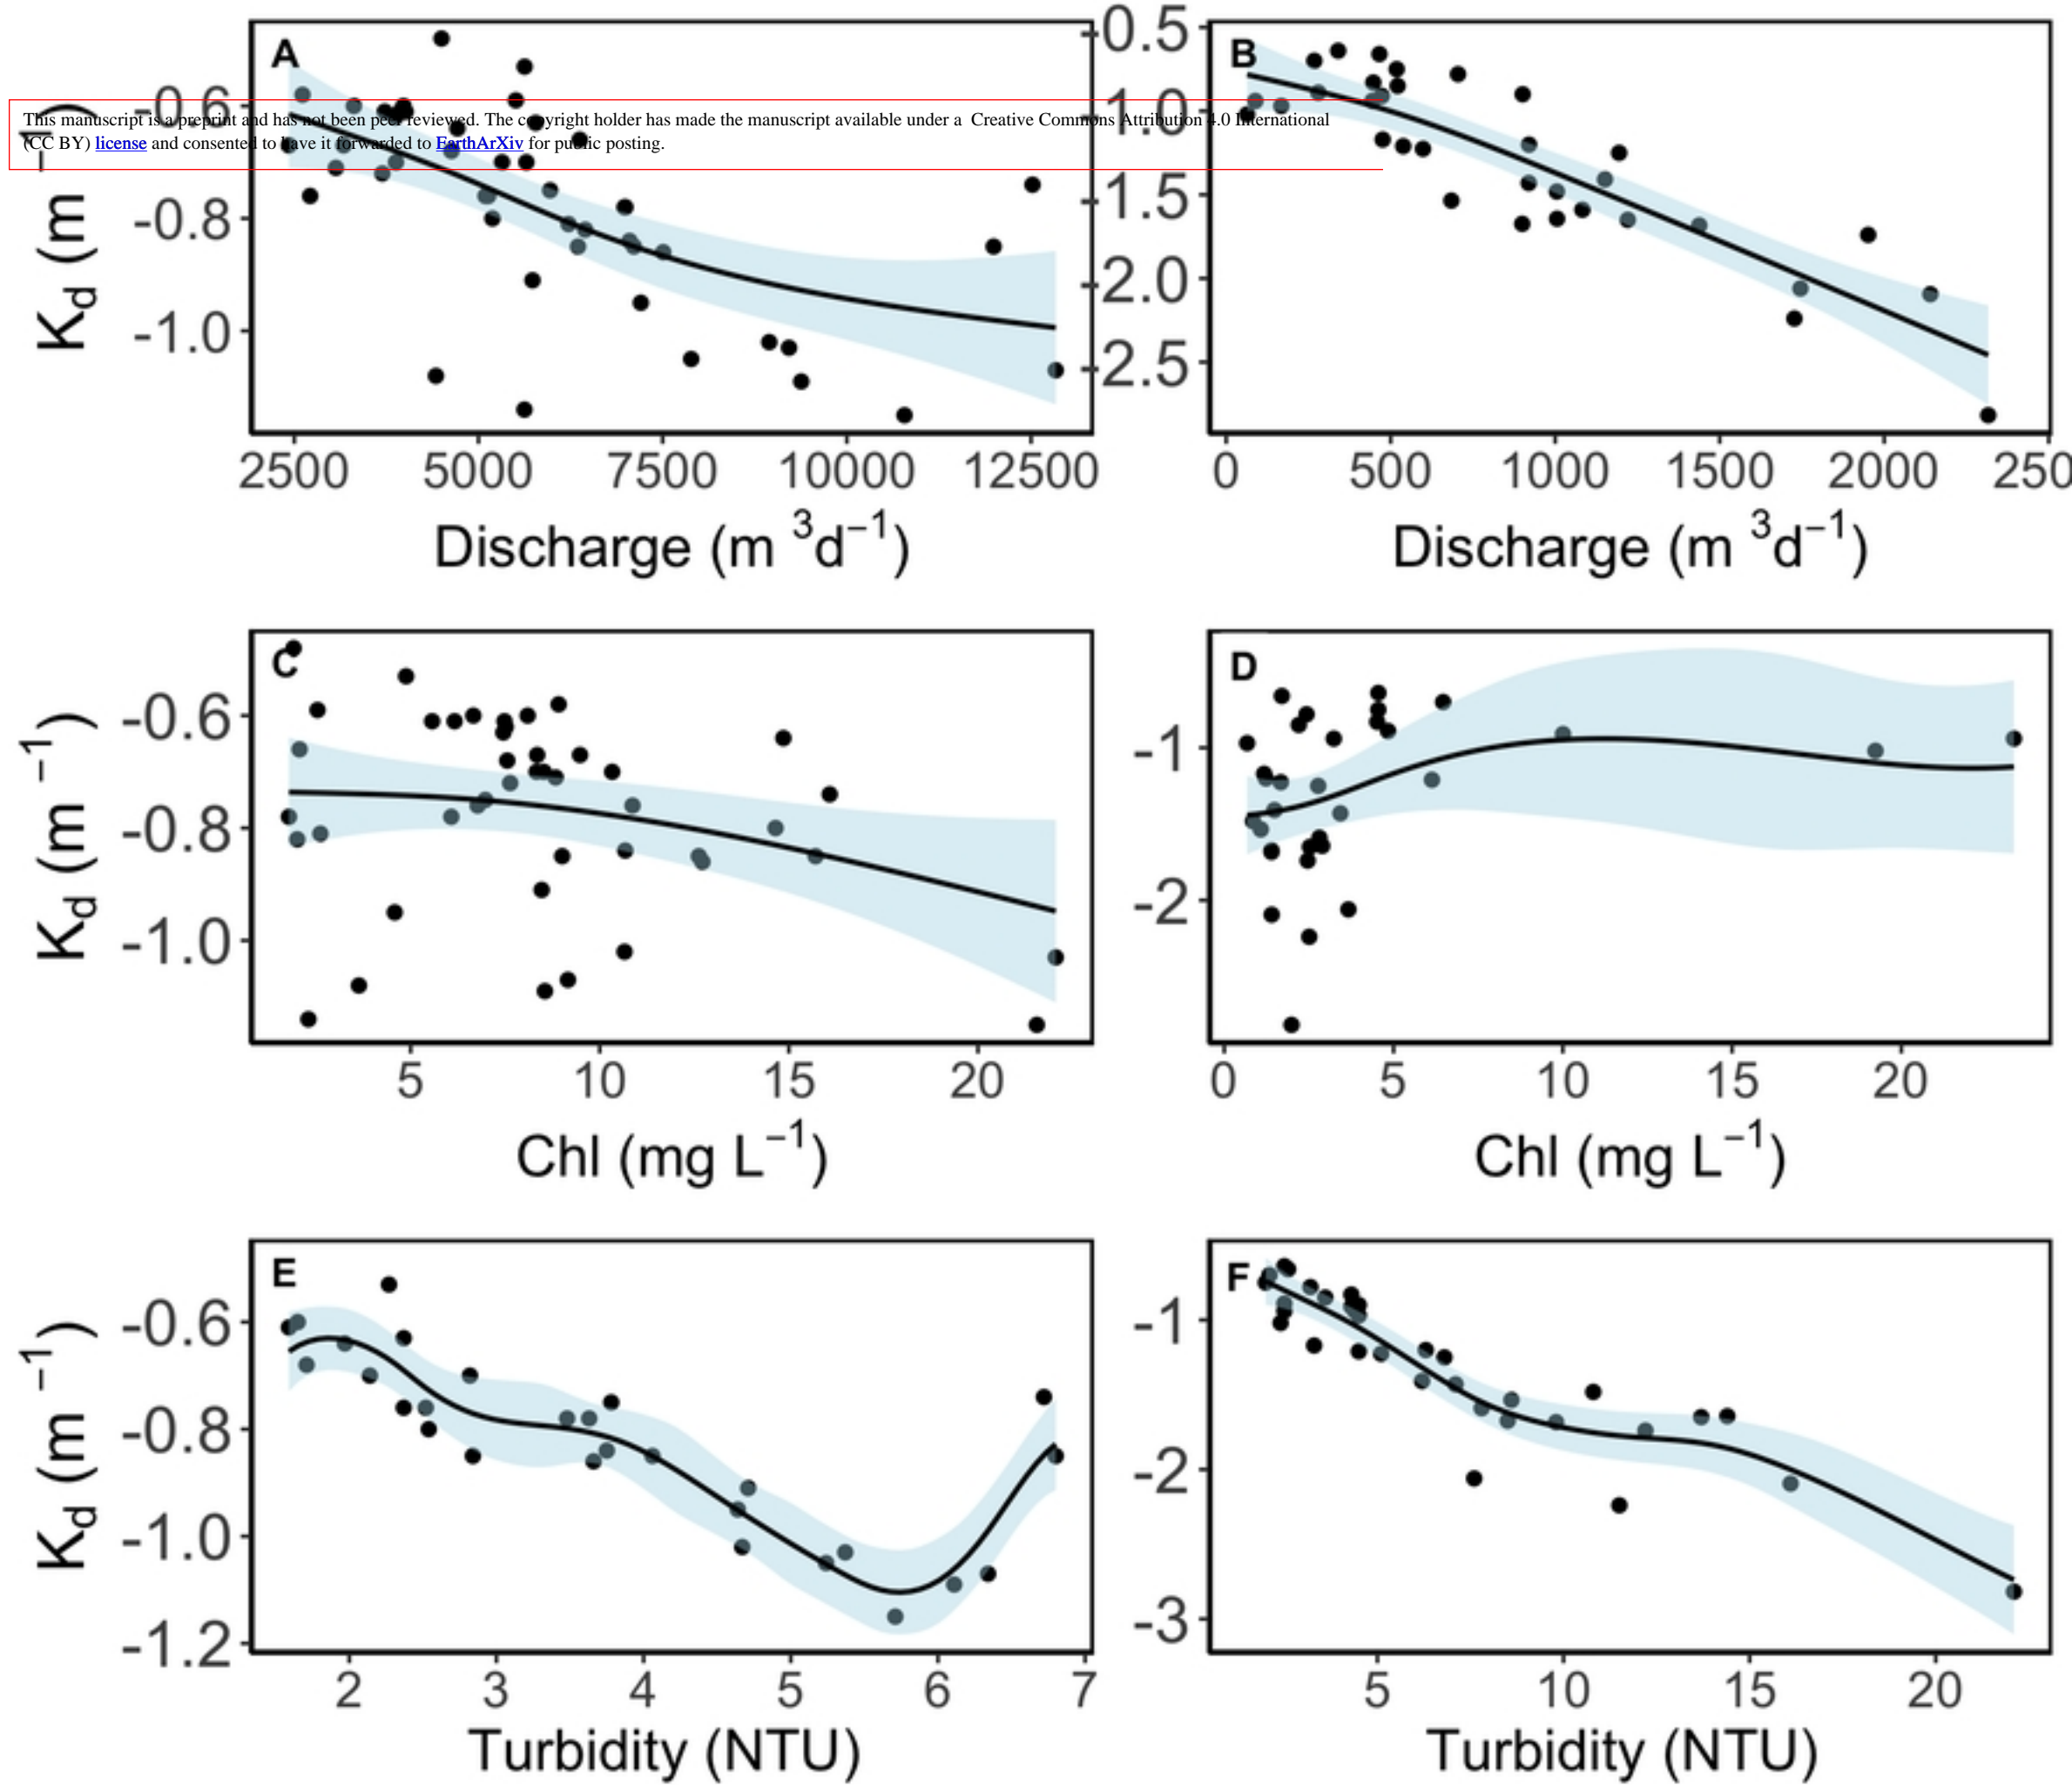 A
B
-0.5
-0.6
1.0
This manuscript is a preprint and has not been peer reviewed. The copyright holder has made the manuscript available under a Creative Commons Attribution 4.0 International
(CC BY) license and consented to have it forwarded to EarthArXiv for public posting.
Kd (m −1)
-0.8
-1.0
-1.5
-2.0
-2.5
2500 5000 7500 10000 12500
0 500 1000 1500 2000 250
Discharge (m 3d−1)
Discharge (m 3d−1)
C
D
Kd (m −1)
-0.6
-0.8
-1.0
-1
-2
5 10 15 20
0 5 10 15 20
Chl (mg L−1)
Chl (mg L−1)
E
F
Kd (m −1)
-0.6
-0.8
-1.0
-1.2
-1
-2
-3
2 3 4 5 6 7
5 10 15 20
Turbidity (NTU)
Turbidity (NTU)